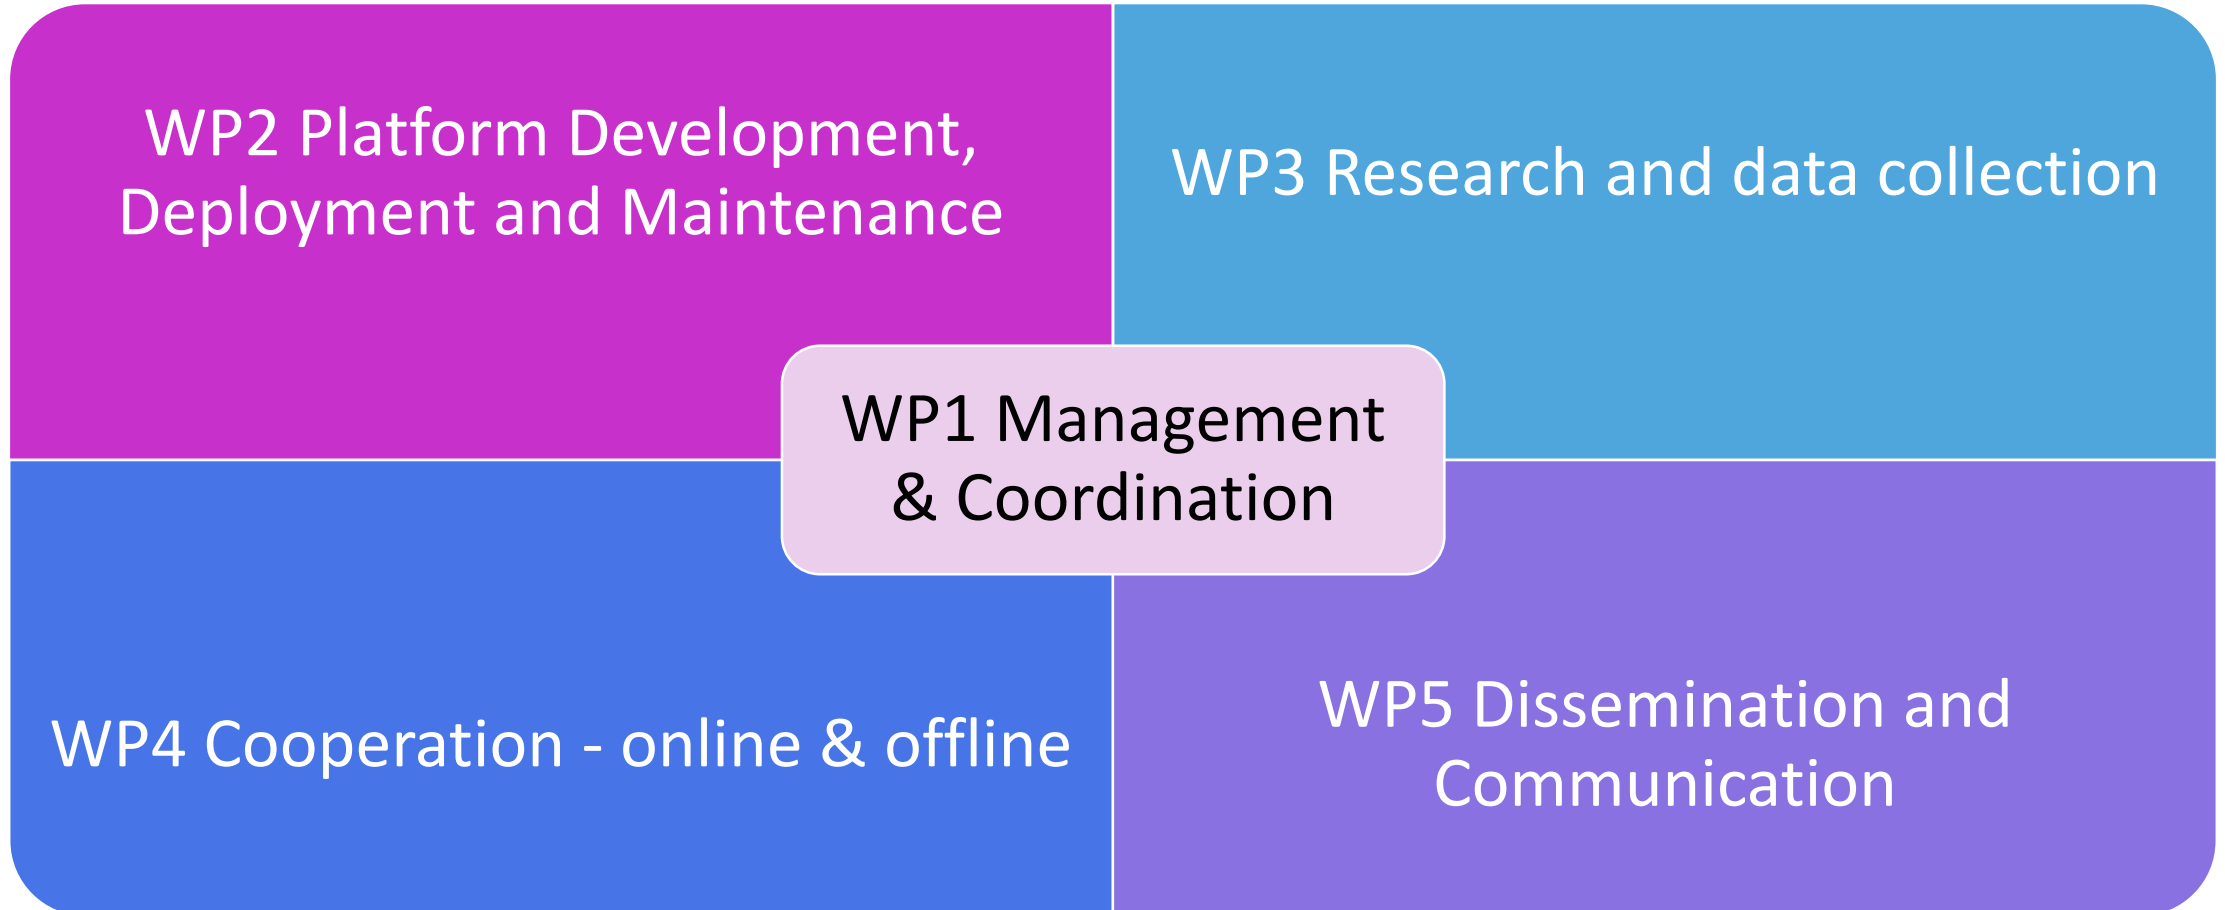 WP2 Platform Development,
Deployment and Maintenance
WP3 Research and data collection
WP1 Management
& Coordination
WP4 Cooperation - online & offline
WP5 Dissemination and
Communication